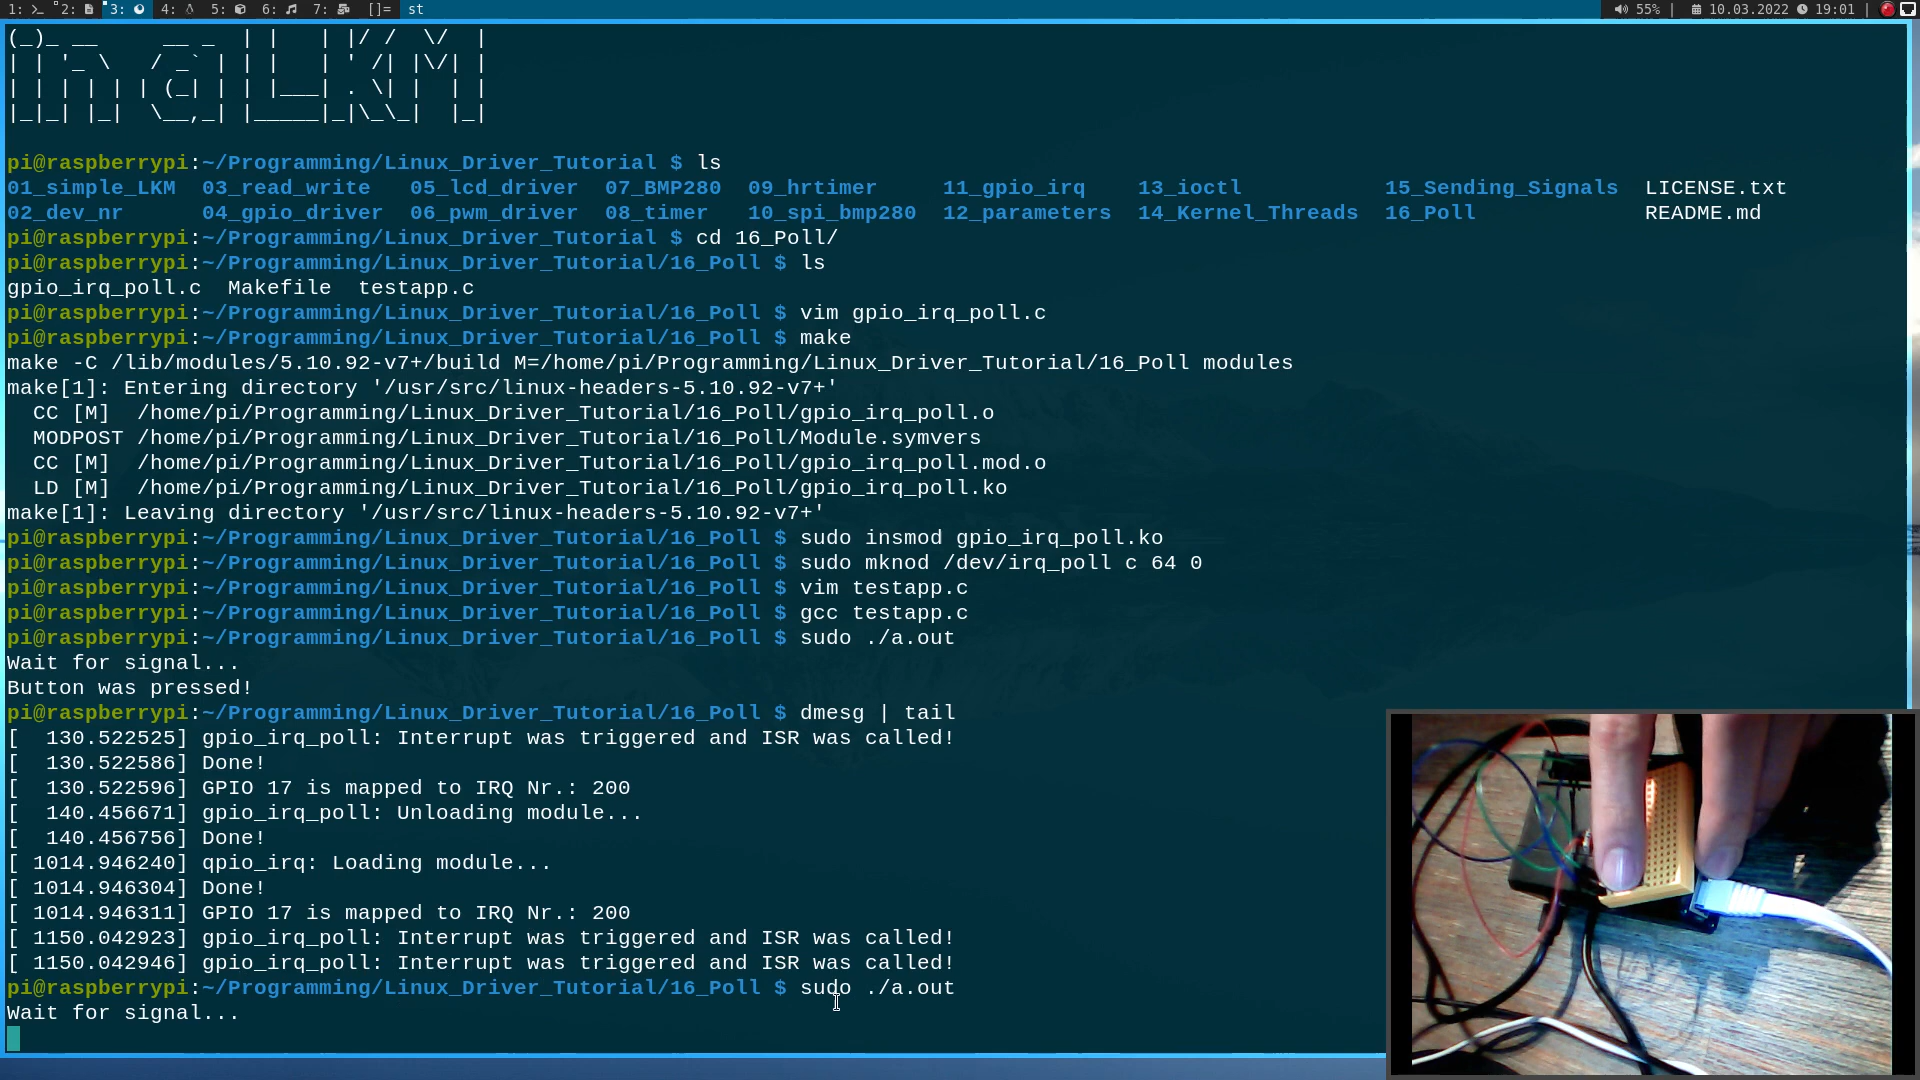 1: 2: 3: 4: 5: 6: 7: []= st 55% | 10.03.2022 19:01 |
(_)_ __     __ _  | |   | |/ /  \/  |
| | '_ \   / _` | | |   | ' /| |\/| |
| | | | | | (_| | | |___| . \| |  | |
|_|_| |_|  \__,_| |_____|_|\_\_|  |_|
pi@raspberrypi:~/Programming/Linux_Driver_Tutorial $ ls
01_simple_LKM  03_read_write   05_lcd_driver  07_BMP280  09_hrtimer     11_gpio_irq    13_ioctl           15_Sending_Signals  LICENSE.txt
02_dev_nr      04_gpio_driver  06_pwm_driver  08_timer   10_spi_bmp280  12_parameters  14_Kernel_Threads  16_Poll             README.md
pi@raspberrypi:~/Programming/Linux_Driver_Tutorial $ cd 16_Poll/
pi@raspberrypi:~/Programming/Linux_Driver_Tutorial/16_Poll $ ls
gpio_irq_poll.c  Makefile  testapp.c
pi@raspberrypi:~/Programming/Linux_Driver_Tutorial/16_Poll $ vim gpio_irq_poll.c
pi@raspberrypi:~/Programming/Linux_Driver_Tutorial/16_Poll $ make
make -C /lib/modules/5.10.92-v7+/build M=/home/pi/Programming/Linux_Driver_Tutorial/16_Poll modules
make[1]: Entering directory '/usr/src/linux-headers-5.10.92-v7+'
  CC [M]  /home/pi/Programming/Linux_Driver_Tutorial/16_Poll/gpio_irq_poll.o
  MODPOST /home/pi/Programming/Linux_Driver_Tutorial/16_Poll/Module.symvers
  CC [M]  /home/pi/Programming/Linux_Driver_Tutorial/16_Poll/gpio_irq_poll.mod.o
  LD [M]  /home/pi/Programming/Linux_Driver_Tutorial/16_Poll/gpio_irq_poll.ko
make[1]: Leaving directory '/usr/src/linux-headers-5.10.92-v7+'
pi@raspberrypi:~/Programming/Linux_Driver_Tutorial/16_Poll $ sudo insmod gpio_irq_poll.ko
pi@raspberrypi:~/Programming/Linux_Driver_Tutorial/16_Poll $ sudo mknod /dev/irq_poll c 64 0
pi@raspberrypi:~/Programming/Linux_Driver_Tutorial/16_Poll $ vim testapp.c
pi@raspberrypi:~/Programming/Linux_Driver_Tutorial/16_Poll $ gcc testapp.c
pi@raspberrypi:~/Programming/Linux_Driver_Tutorial/16_Poll $ sudo ./a.out
Wait for signal...
Button was pressed!
pi@raspberrypi:~/Programming/Linux_Driver_Tutorial/16_Poll $ dmesg | tail
[  130.522525] gpio_irq_poll: Interrupt was triggered and ISR was called!
[  130.522586] Done!
[  130.522596] GPIO 17 is mapped to IRQ Nr.: 200
[  140.456671] gpio_irq_poll: Unloading module...
[  140.456756] Done!
[ 1014.946240] qpio_irq: Loading module...
[ 1014.946304] Done!
[ 1014.946311] GPIO 17 is mapped to IRQ Nr.: 200
[ 1150.042923] gpio_irq_poll: Interrupt was triggered and ISR was called!
[ 1150.042946] gpio_irq_poll: Interrupt was triggered and ISR was called!
pi@raspberrypi:~/Programming/Linux_Driver_Tutorial/16_Poll $ sudo ./a.out
Wait for signal...